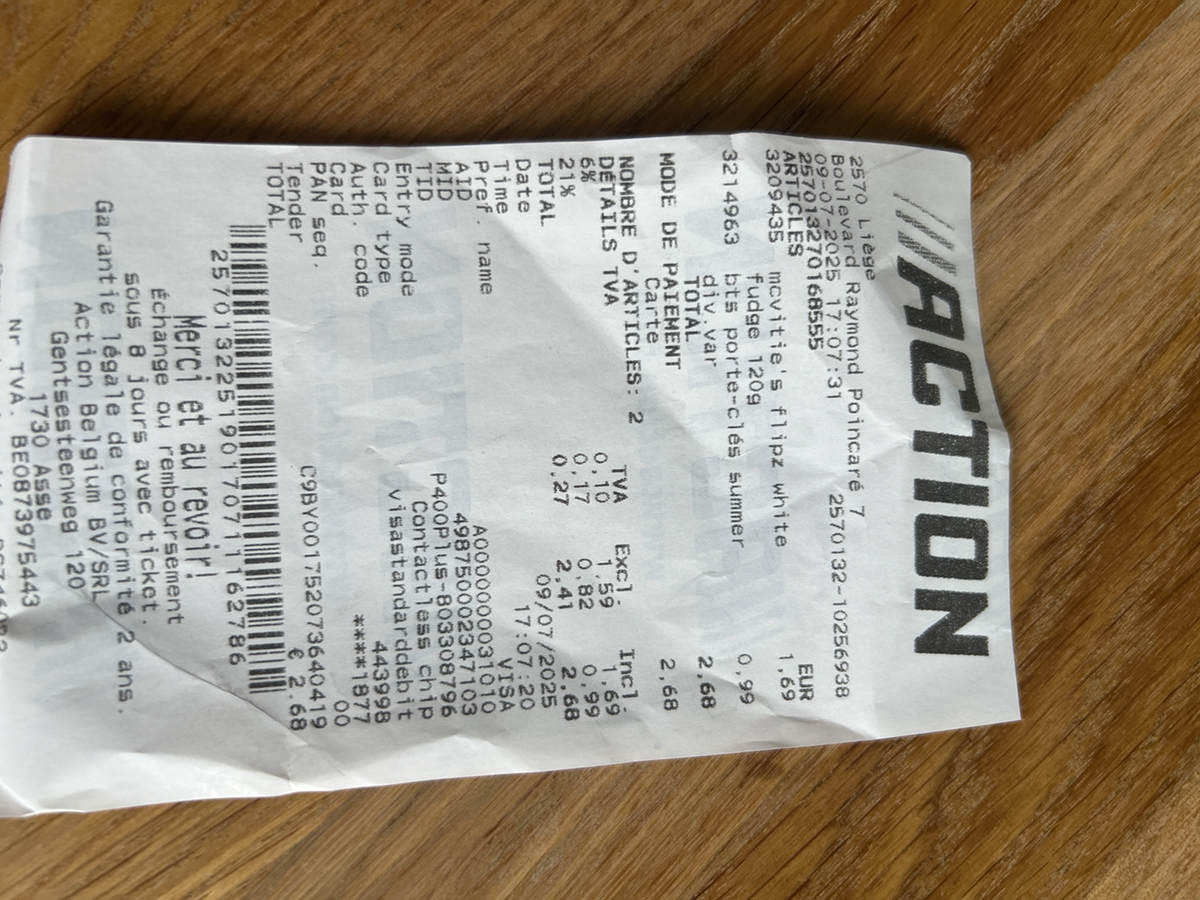 ///ACTION
2570 Liège
Boulevard Raymond Poincaré 7
09-07-2025 17:07:31 2570132-10256938
257013270168555
ARTICLES EUR
3209435 mcvitie's flipz white 1,69
fudge 120g
3214963 bts porte-clés summer 0,99
div.var
TOTAL 2,68
MODE DE PAIEMENT
Carte 2,68
NOMBRE D'ARTICLES: 2
DÉTAILS TVA TVA Excl. Incl.
6% 0,10 1,59 1,69
21% 0,17 0,82 0,99
TOTAL 0,27 2,41 2,68
Date 09/07/2025
Time 17:07:20
Pref. name VISA
AID A0000000031010
MID 498750002347103
TID P400Plus-803308796
Entry mode Contactless chip
Card type visastandarddebit
Auth. code 443998
Card ****1877
PAN seq. 00
Tender C9BY001752073640419
TOTAL € 2.68
257013225190170711162786
Merci et au revoir!
Échange ou remboursement
sous 8 jours avec ticket.
Garantie légale de conformité 2 ans.
Action Belgium BV/SRL
Gentsesteenweg 120
1730 Asse
Nr TVA. BE0873975443